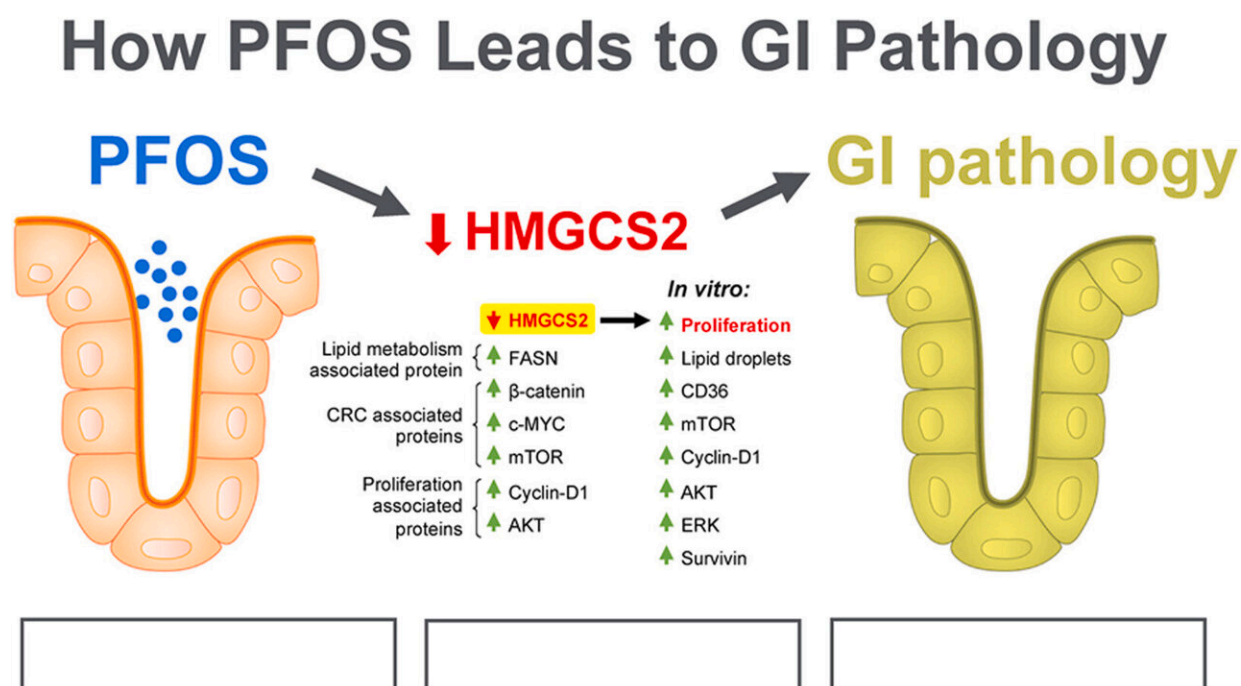 How PFOS Leads to GI Pathology
PFOS
GI pathology
HMGCS2
In vitro:
HMGCS2
Proliferation
Lipid metabolism
associated protein
FASN
Lipid droplets
β-catenin
CD36
CRC associated
proteins
c-MYC
mTOR
mTOR
Cyclin-D1
Proliferation
associated
proteins
Cyclin-D1
AKT
AKT
ERK
Survivin